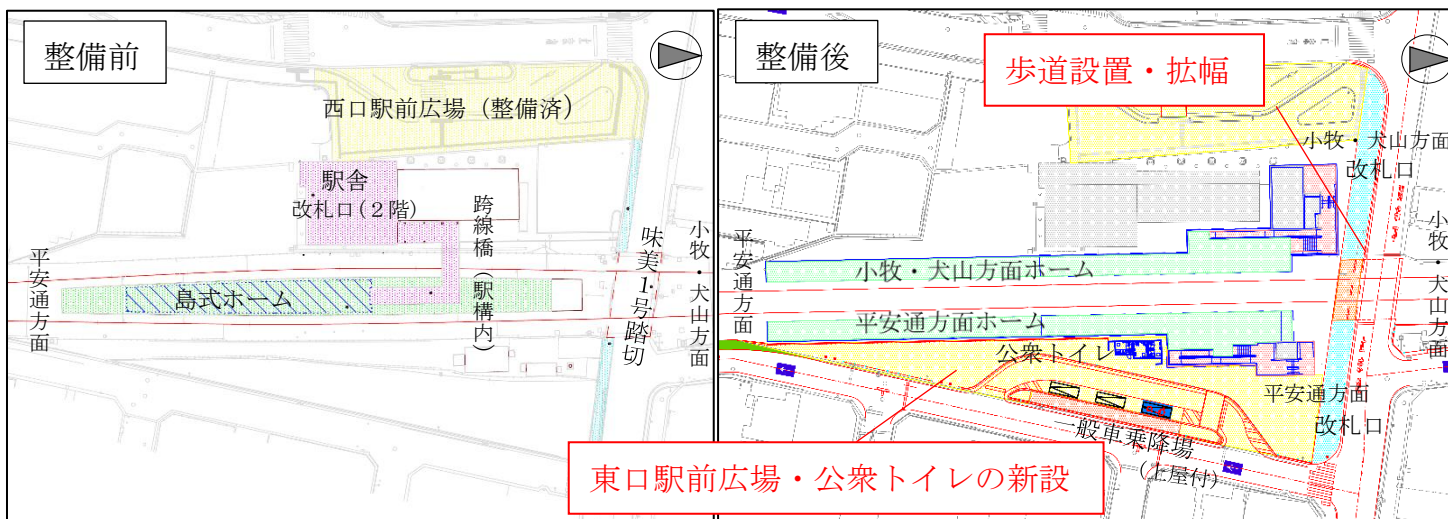 整備前
西口駅前広場（整備済）
駅舎
改札口(２階)
跨線橋（駅構内）
味美１号踏切
小牧・犬山方面
平安通方面
島式ホーム
整備後
歩道設置・拡幅
小牧・犬山方面
改札口
平安通方面
小牧・犬山方面ホーム
小牧・犬山方面
平安通方面ホーム
公衆トイレ
平安通方面
改札口
一般車乗降場
（上屋付）
東口駅前広場・公衆トイレの新設